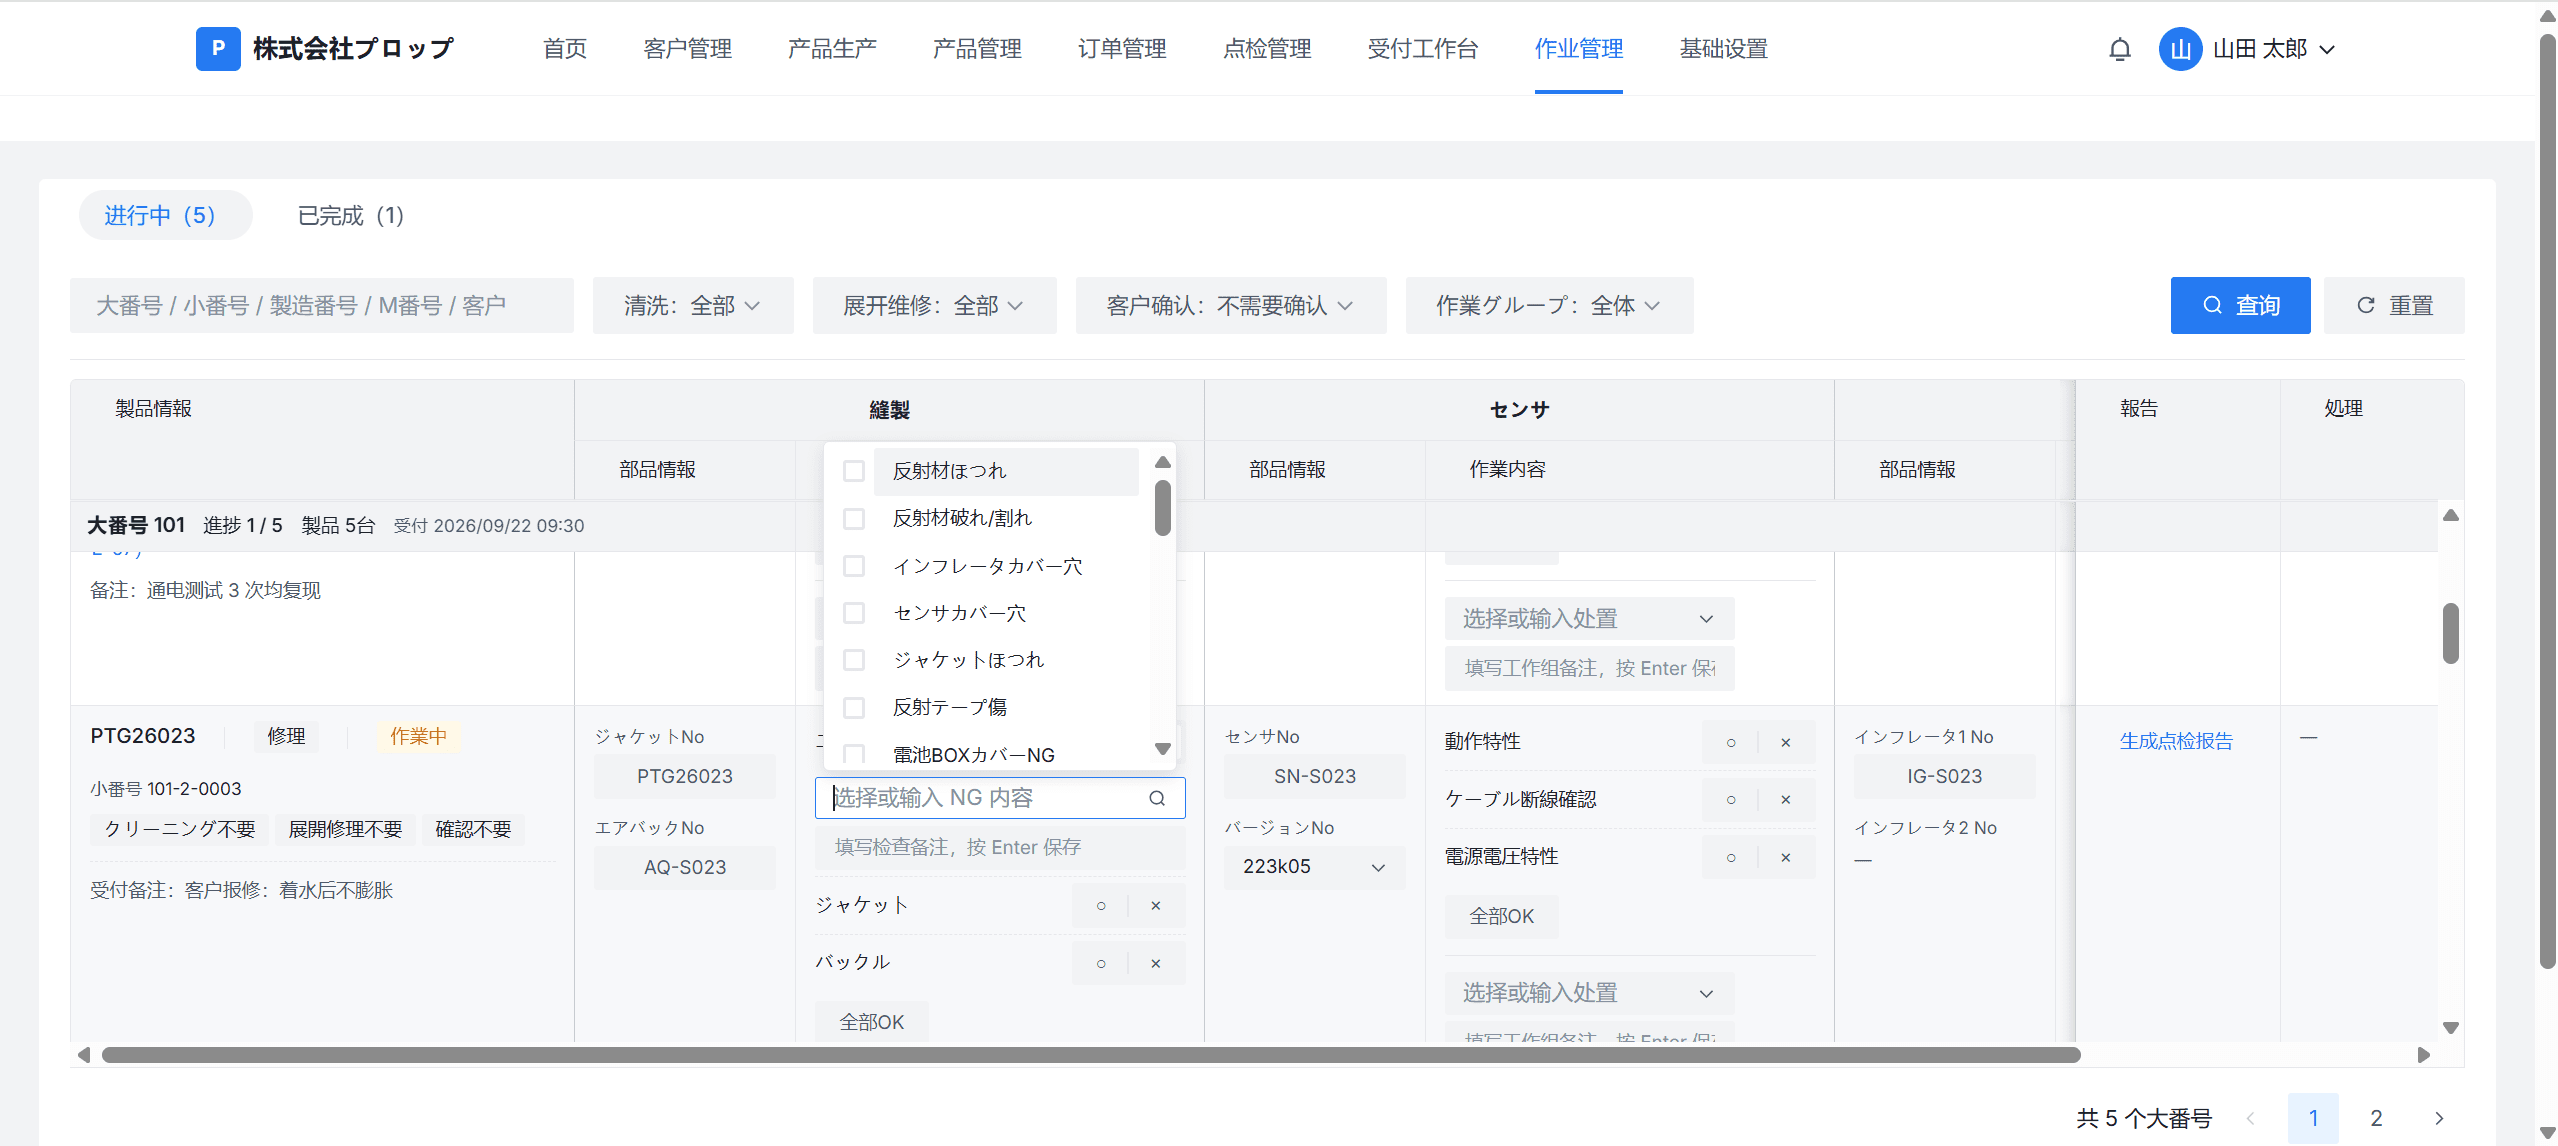 P 株式会社プロップ 首页 客户管理 产品生产 产品管理 订单管理 点检管理 受付工作台 作业管理 基础设置 山 山田 太郎
进行中（5） 已完成（1）
大番号 / 小番号 / 製造番号 / M番号 / 客户 清洗：全部 展开维修：全部 客户确认：不需要确认 作業グループ：全体 查询 重置
製品情報 縫製 センサ 報告 处理
部品情報 部品情報 作業内容 部品情報
大番号 101 進捗 1 / 5 製品 5台 受付 2026/09/22 09:30
备注：通电测试 3 次均复现
反射材ほつれ
反射材破れ/割れ
インフレータカバー穴
センサカバー穴
ジャケットほつれ
反射テープ傷
電池BOXカバーNG
选择或输入处置
填写工作组备注，按 Enter 保
PTG26023 修理 作業中
小番号 101-2-0003
クリーニング不要 展開修理不要 確認不要
受付备注：客户报修：着水后不膨胀
ジャケットNo
PTG26023
エアバックNo
AQ-S023
选择或输入 NG 内容
填写检查备注，按 Enter 保存
ジャケット ○ ×
バックル ○ ×
全部OK
センサNo
SN-S023
バージョンNo
223k05
動作特性 ○ ×
ケーブル断線確認 ○ ×
電源電圧特性 ○ ×
全部OK
选择或输入处置
填写工作组备注，按 Enter 保
インフレータ1 No
IG-S023
インフレータ2 No
—
生成点检报告
—
共 5 个大番号 1 2